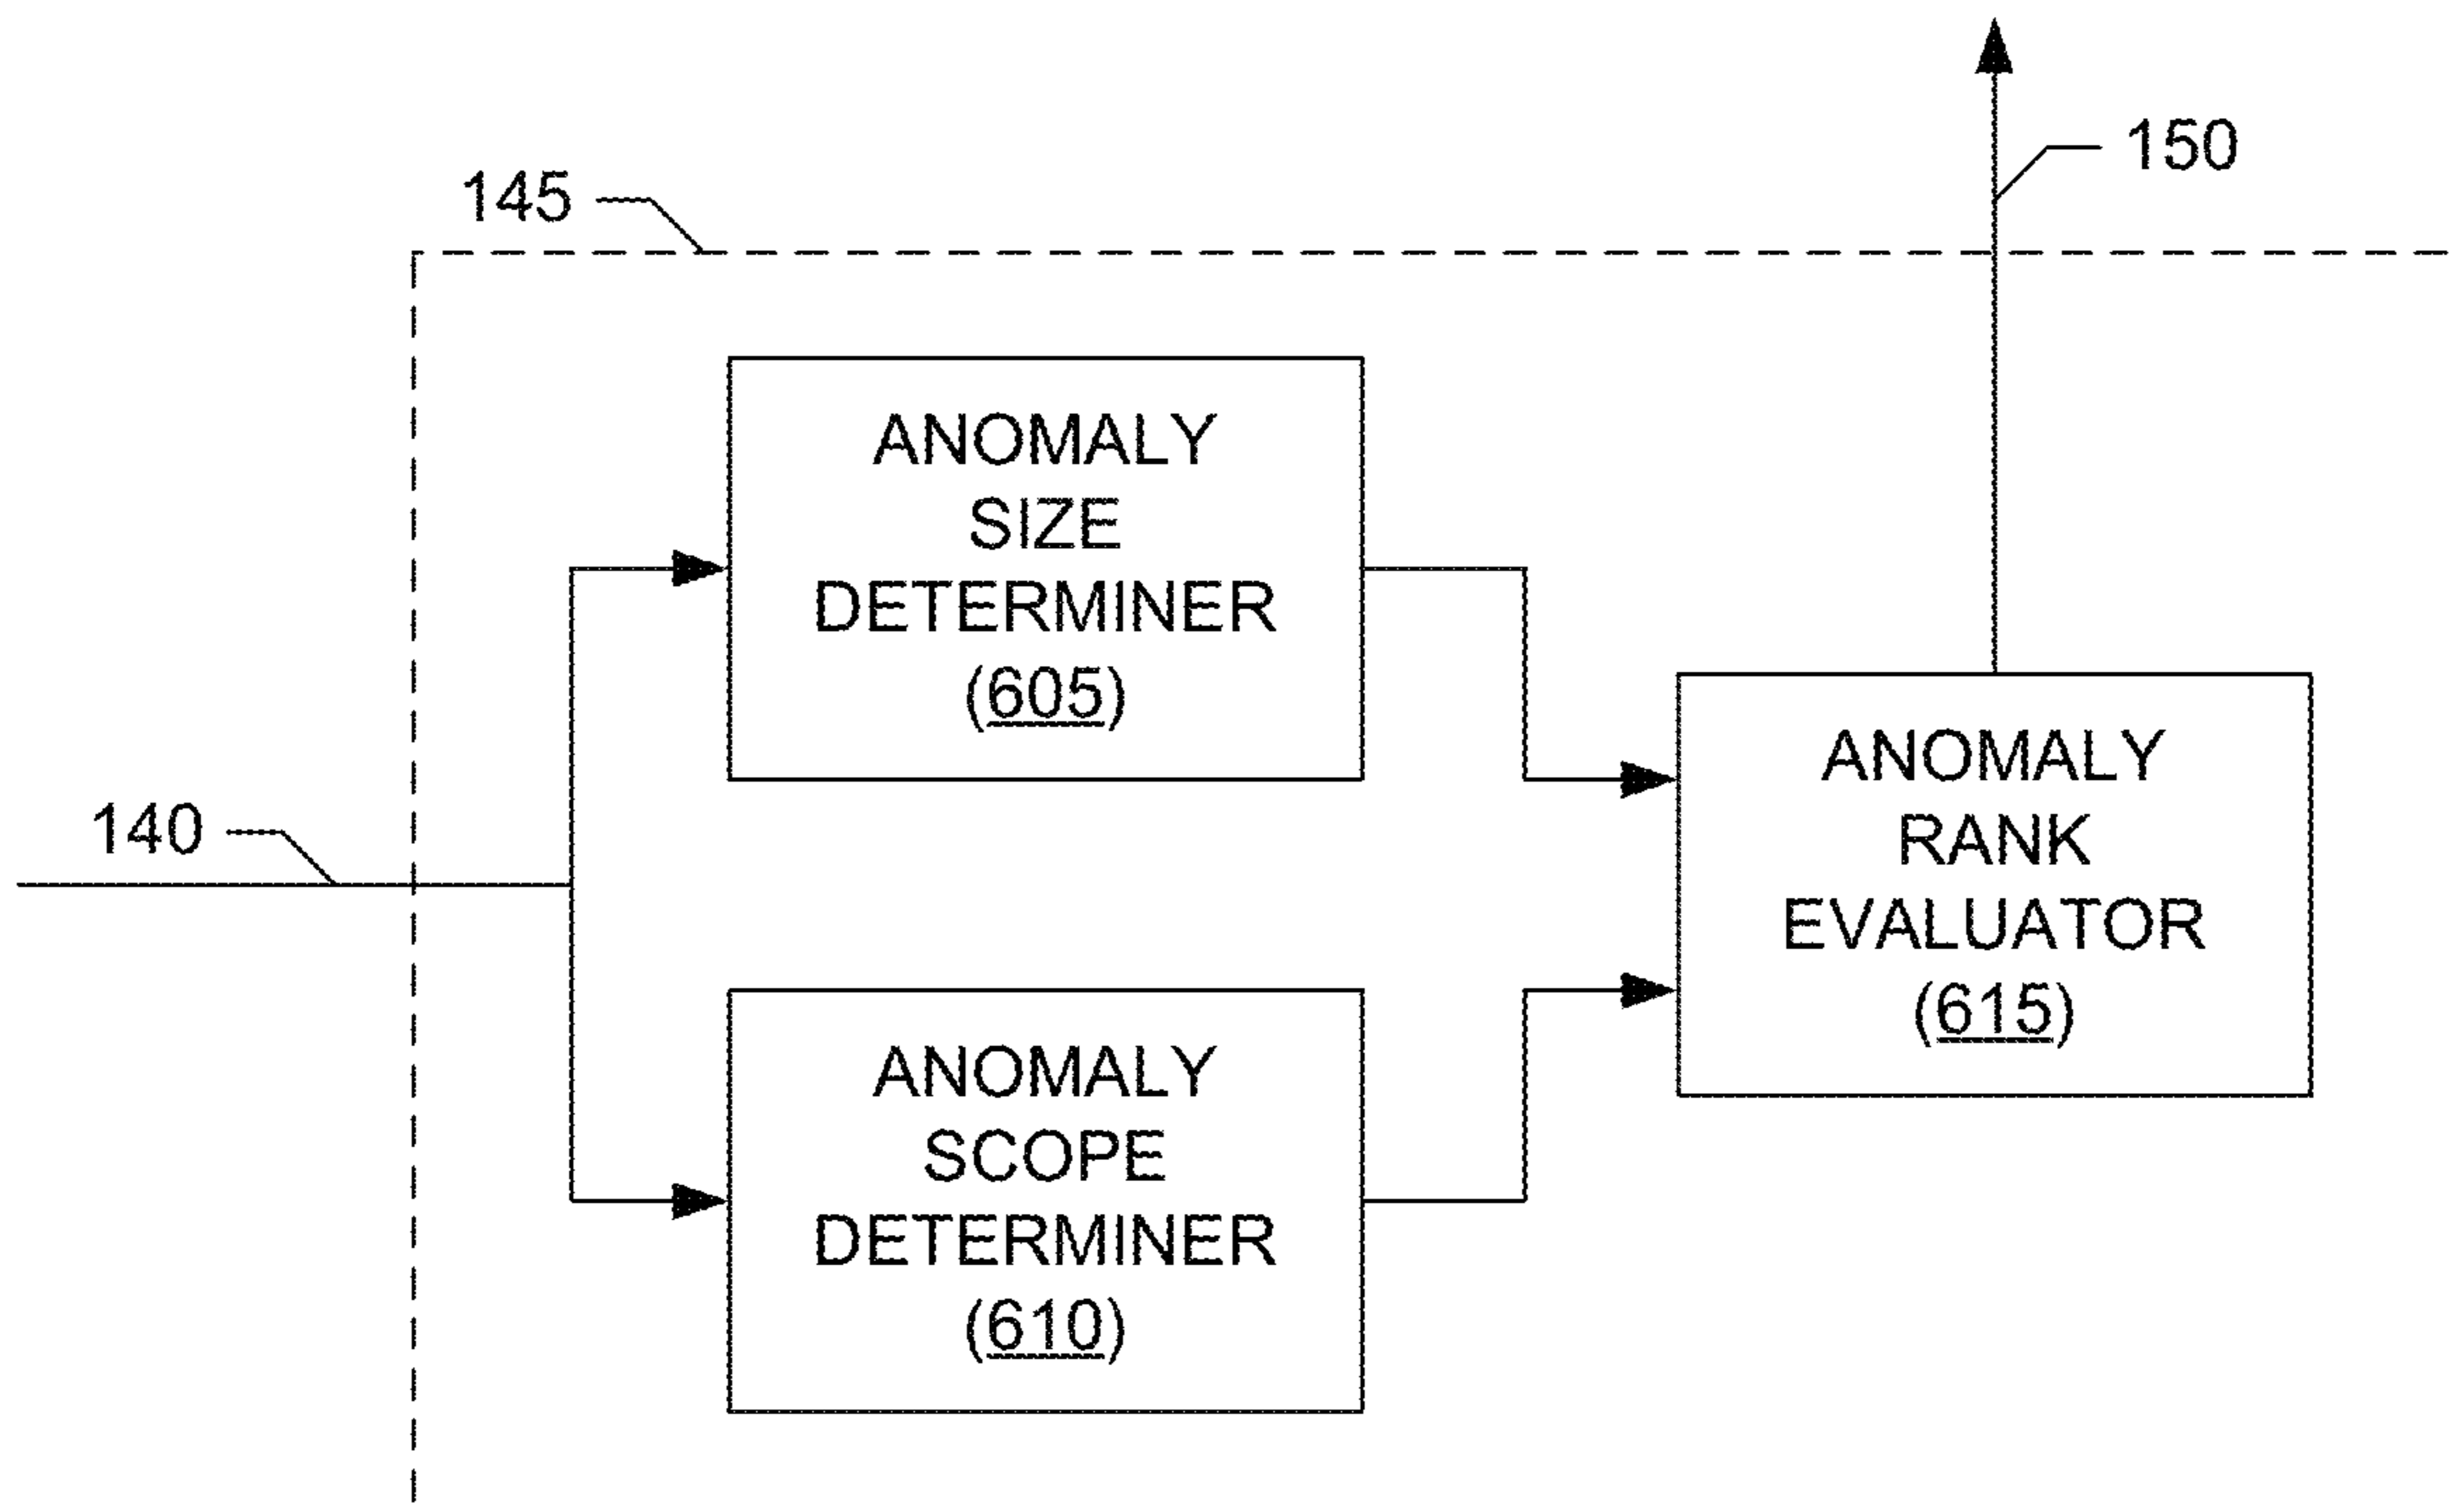 150
145
ANOMALY
SIZE
DETERMINER
(605)
140
ANOMALY
RANK
EVALUATOR
(615)
ANOMALY
SCOPE
DETERMINER
(610)